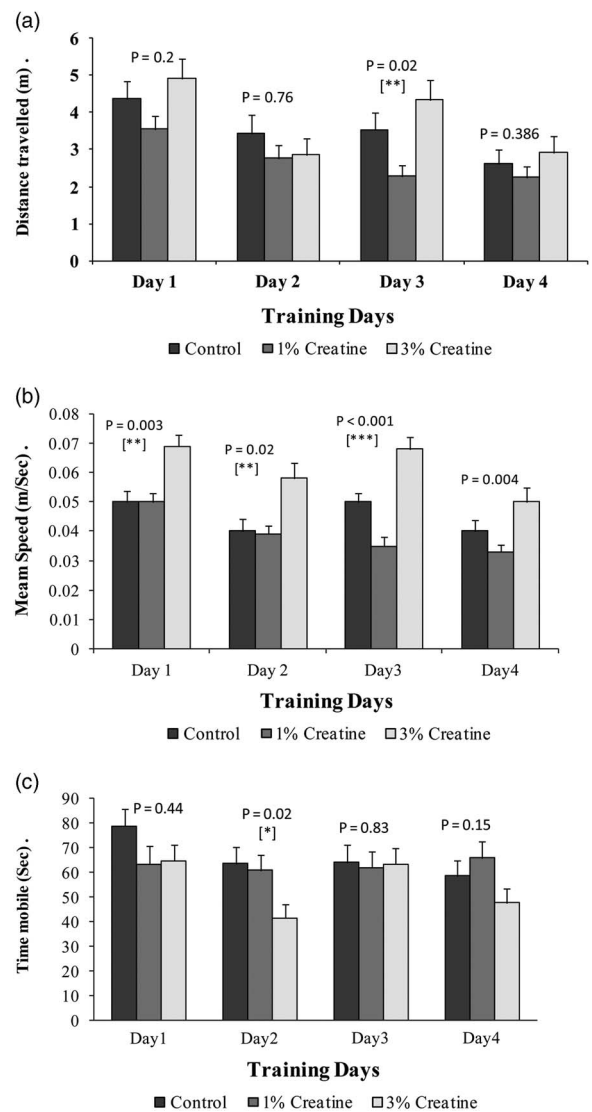 (a)
6
5
4
3
2
1
0
Distance travelled (m) .
P = 0.2
P = 0.76
P = 0.02
[**]
P = 0.386
Day 1 Day 2 Day 3 Day 4
Training Days
Control 1% Creatine 3% Creatine
(b)
0.08
0.07
0.06
0.05
0.04
0.03
0.02
0.01
0
Meam Speed (m/Sec) .
P = 0.003
[**]
P = 0.02
[**]
P < 0.001
[***]
P = 0.004
Day 1 Day 2 Day3 Day4
Training Days
Control 1% Creatine 3% Creatine
(c)
90
80
70
60
50
40
30
20
10
0
Time mobile (Sec) .
P = 0.44
P = 0.02
[*]
P = 0.83
P = 0.15
Day1 Day2 Day3 Day4
Training Days
Control 1% Creatine 3% Creatine